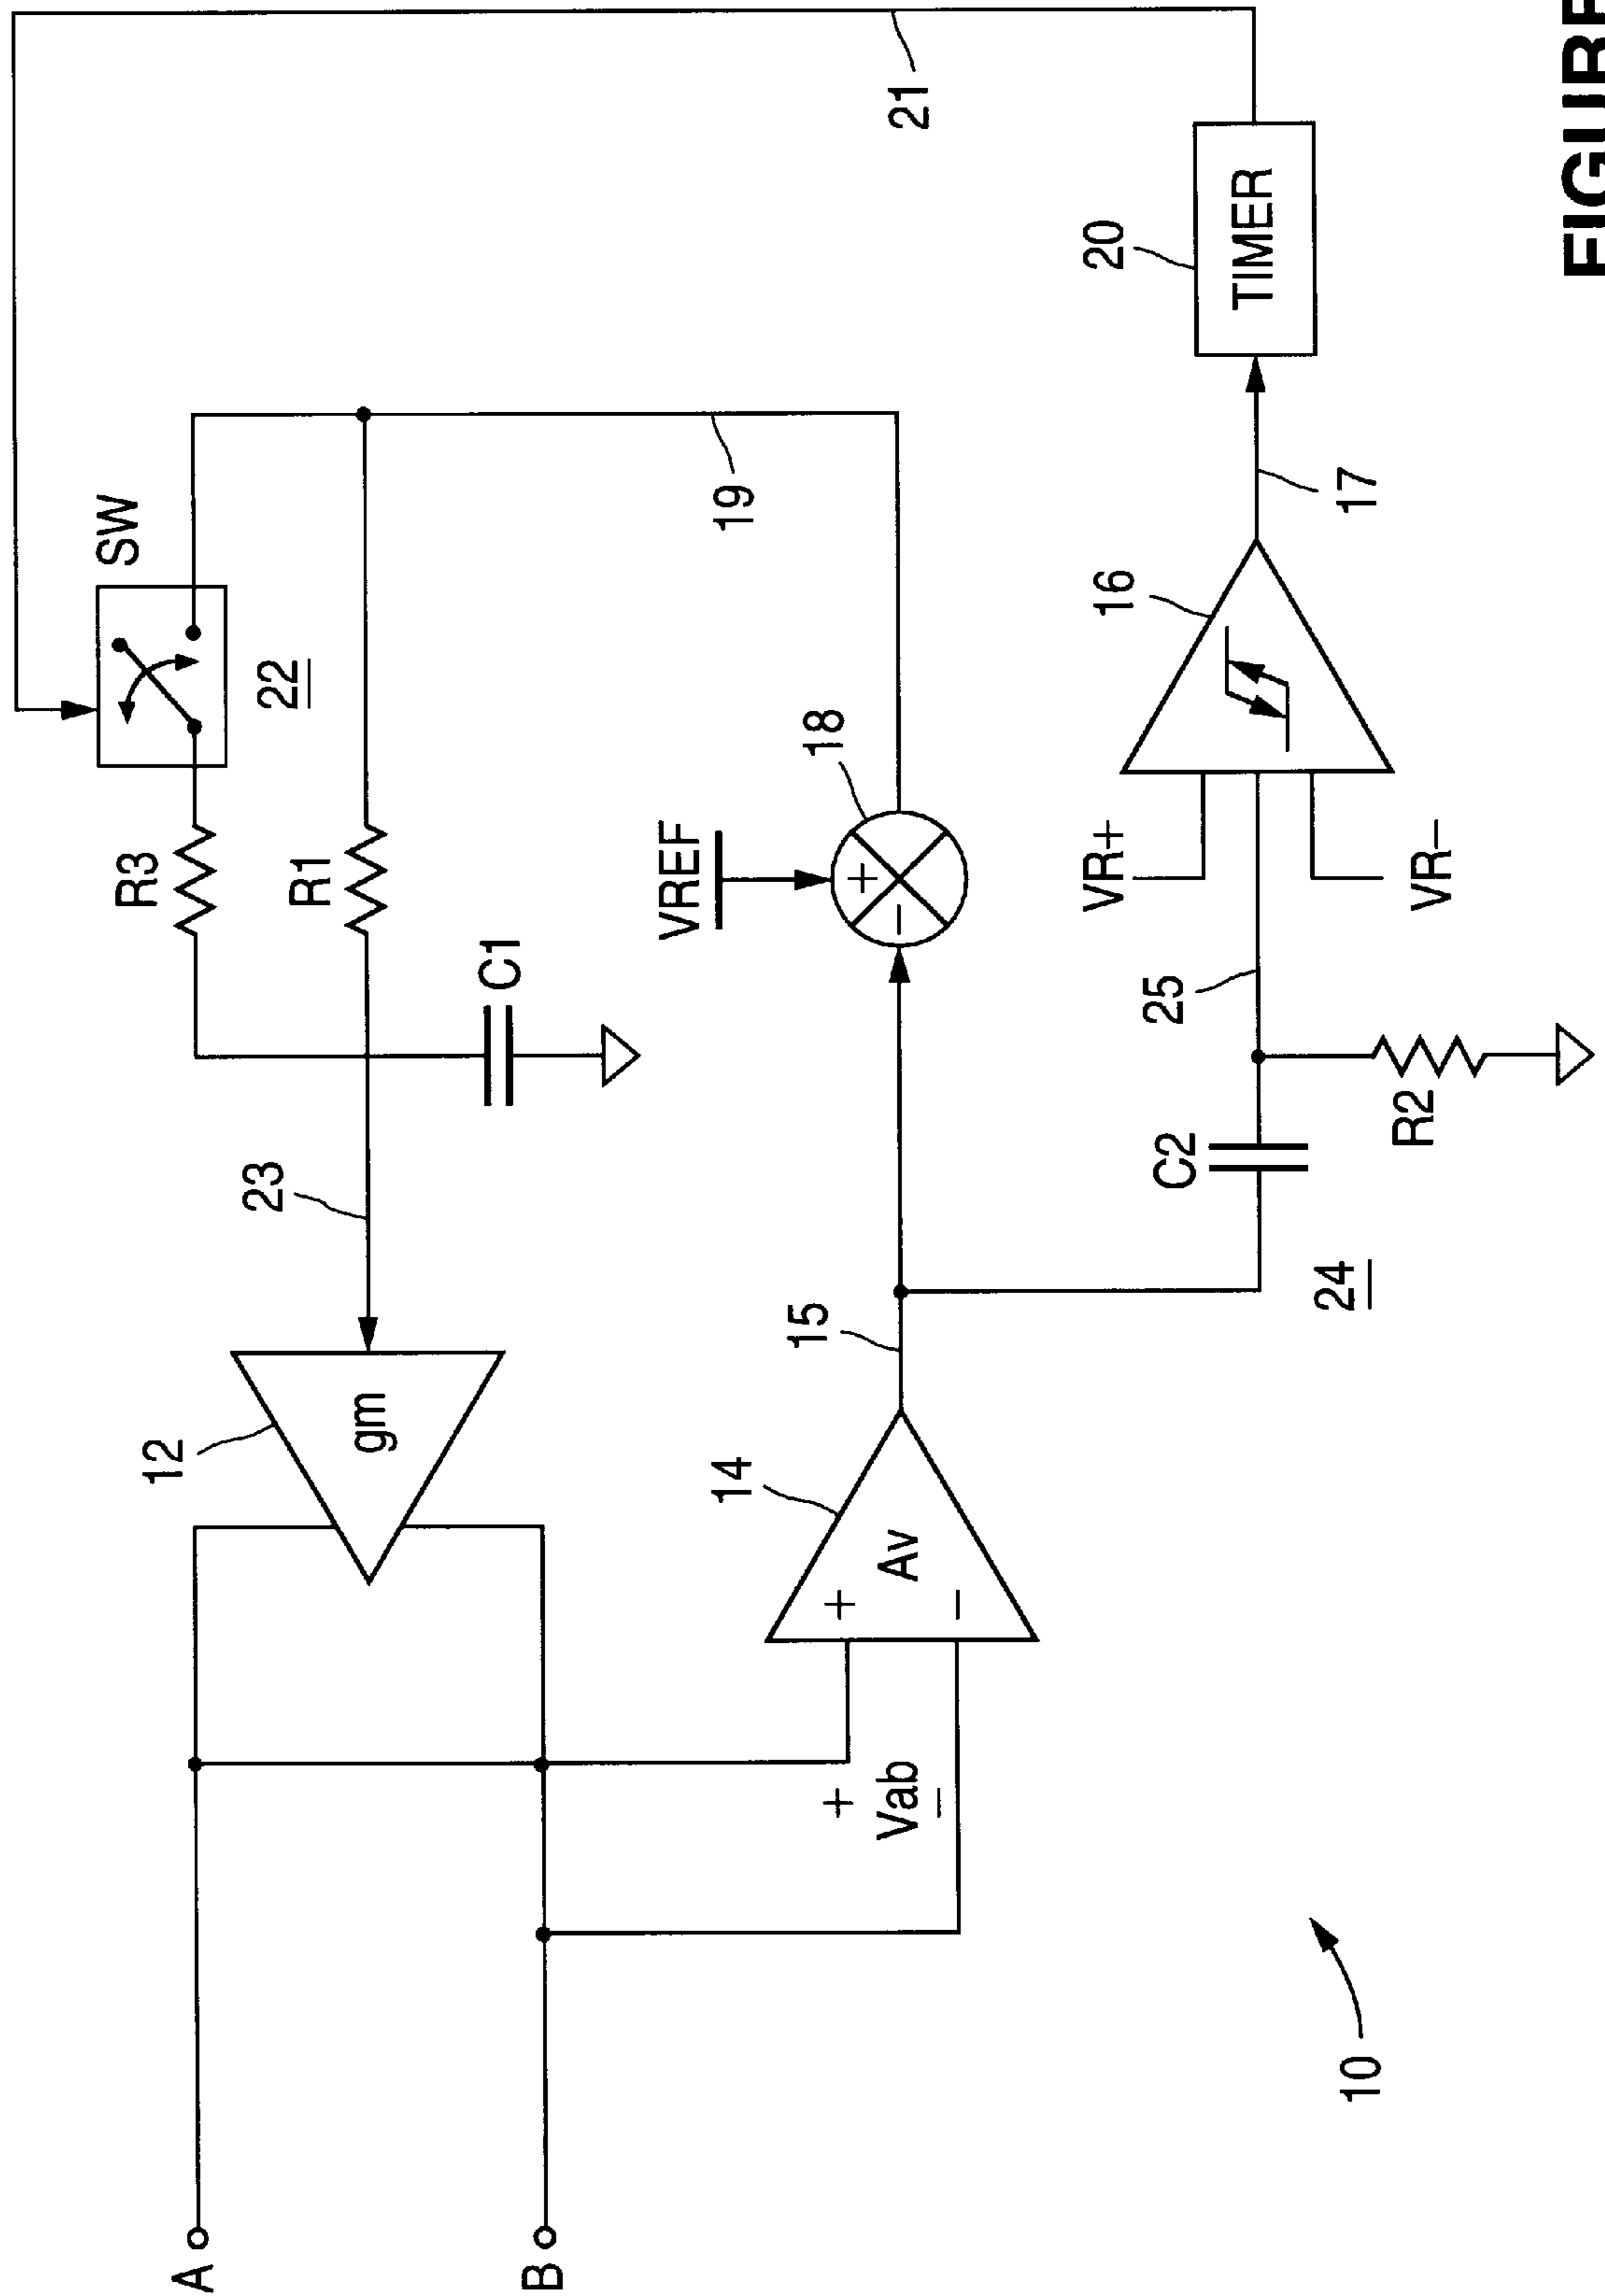 21
SW
22
R3
R1
19
20
TIMER
C1
VREF
18
+
−
17
16
23
VR+
VR−
25
12
gm
15
C2
R2
24
14
Av
+
−
+
Vab
−
A
B
10
FIGURE